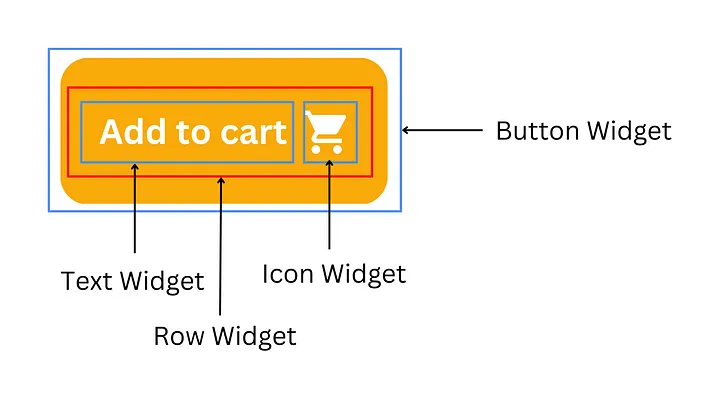 Add to cart
Button Widget
Text Widget
Icon Widget
Row Widget